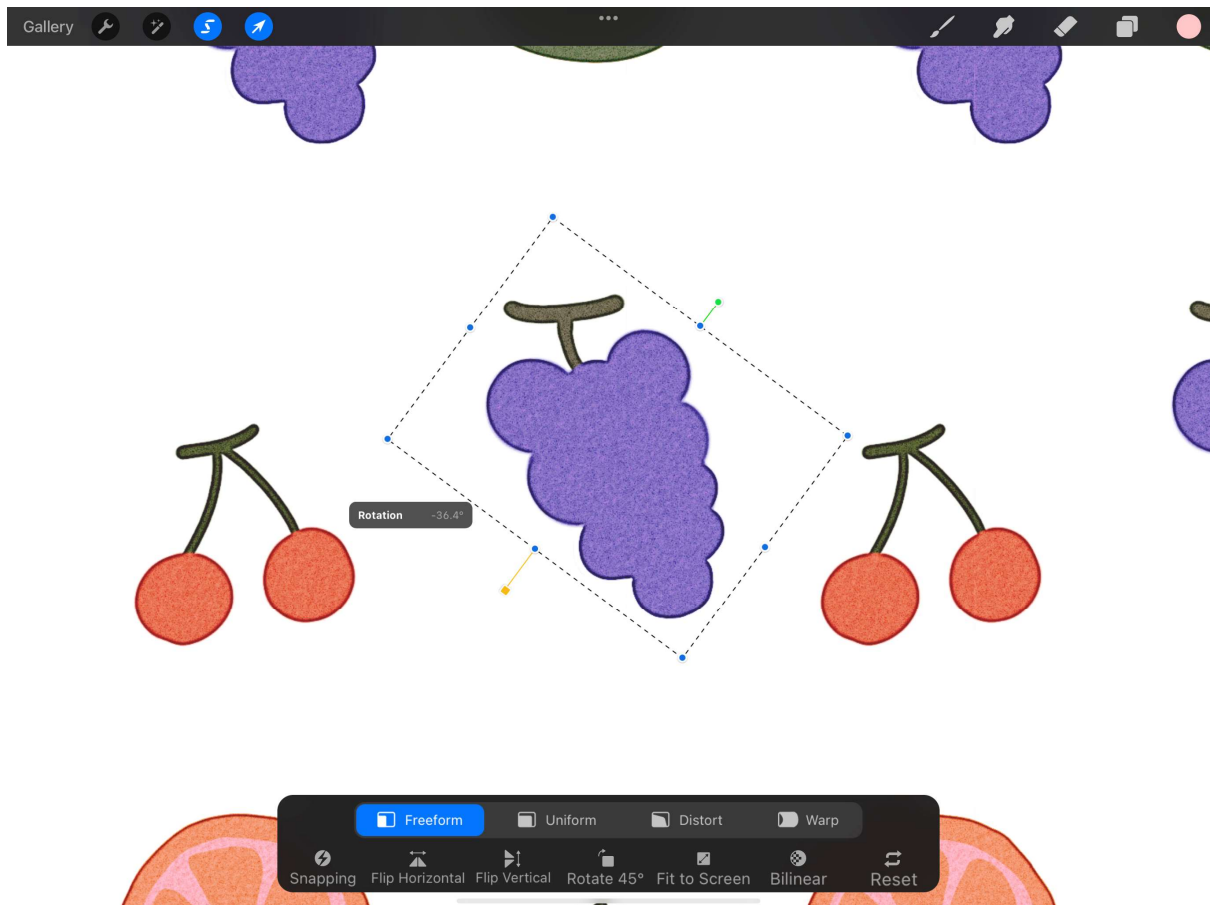 Gallery
Rotation -36.4°
Freeform Uniform Distort Warp
Snapping Flip Horizontal Flip Vertical Rotate 45° Fit to Screen Bilinear Reset